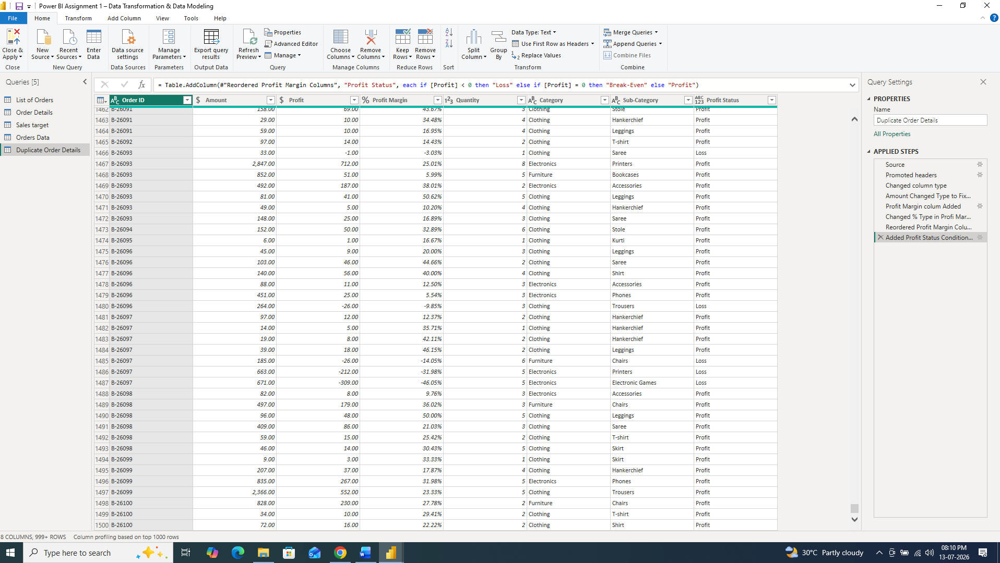 Power BI Assignment 1 – Data Transformation & Data Modeling
File Home Transform Add Column View Tools Help
Close & Apply
New Source
Recent Sources
Enter Data
Data source settings
Manage Parameters
Export query results
Refresh Preview
Properties
Advanced Editor
Manage
Choose Columns
Remove Columns
Keep Rows
Remove Rows
Split Column
Group By
Data Type: Text
Use First Row as Headers
Replace Values
Merge Queries
Append Queries
Combine Files
Close New Query Data Sources Parameters Output Data Query Manage Columns Reduce Rows Sort Transform Combine
Queries [5]
List of Orders
Order Details
Sales target
Orders Data
Duplicate Order Details
fx = Table.AddColumn(#"Reordered Profit Margin Columns", "Profit Status", each if [Profit] < 0 then "Loss" else if [Profit] = 0 then "Break-Even" else "Profit")
ABC Order ID $ Amount $ Profit % Profit Margin 123 Quantity ABC Category ABC Sub-Category ABC 123 Profit Status
1462 B-26091 158.00 69.00 43.67% 3 Clothing Stole Profit
1463 B-26091 29.00 10.00 34.48% 4 Clothing Hankerchief Profit
1464 B-26091 59.00 10.00 16.95% 4 Clothing Leggings Profit
1465 B-26092 97.00 14.00 14.43% 2 Clothing T-shirt Profit
1466 B-26093 33.00 -1.00 -3.03% 1 Clothing Saree Loss
1467 B-26093 2,847.00 712.00 25.01% 8 Electronics Printers Profit
1468 B-26093 852.00 51.00 5.99% 5 Furniture Bookcases Profit
1469 B-26093 492.00 187.00 38.01% 2 Electronics Accessories Profit
1470 B-26093 81.00 41.00 50.62% 5 Clothing Leggings Profit
1471 B-26093 49.00 5.00 10.20% 4 Clothing Hankerchief Profit
1472 B-26093 148.00 25.00 16.89% 3 Clothing Saree Profit
1473 B-26094 152.00 50.00 32.89% 6 Clothing Stole Profit
1474 B-26095 6.00 1.00 16.67% 1 Clothing Kurti Profit
1475 B-26096 45.00 9.00 20.00% 3 Clothing Leggings Profit
1476 B-26096 103.00 46.00 44.66% 2 Clothing Saree Profit
1477 B-26096 140.00 56.00 40.00% 4 Clothing Shirt Profit
1478 B-26096 88.00 11.00 12.50% 3 Electronics Accessories Profit
1479 B-26096 451.00 25.00 5.54% 3 Electronics Phones Profit
1480 B-26096 264.00 -26.00 -9.85% 3 Clothing Trousers Loss
1481 B-26097 97.00 12.00 12.37% 2 Clothing Hankerchief Profit
1482 B-26097 14.00 5.00 35.71% 1 Clothing Hankerchief Profit
1483 B-26097 19.00 8.00 42.11% 2 Clothing Hankerchief Profit
1484 B-26097 39.00 18.00 46.15% 2 Clothing Leggings Profit
1485 B-26097 185.00 -26.00 -14.05% 6 Furniture Chairs Loss
1486 B-26097 663.00 -212.00 -31.98% 5 Electronics Printers Loss
1487 B-26097 671.00 -309.00 -46.05% 5 Electronics Electronic Games Loss
1488 B-26098 82.00 8.00 9.76% 3 Electronics Accessories Profit
1489 B-26098 497.00 179.00 36.02% 3 Furniture Chairs Profit
1490 B-26098 96.00 48.00 50.00% 5 Clothing Leggings Profit
1491 B-26098 409.00 86.00 21.03% 3 Clothing Saree Profit
1492 B-26098 59.00 15.00 25.42% 2 Clothing T-shirt Profit
1493 B-26098 46.00 14.00 30.43% 5 Clothing Skirt Profit
1494 B-26099 9.00 3.00 33.33% 1 Clothing Skirt Profit
1495 B-26099 207.00 37.00 17.87% 4 Clothing Hankerchief Profit
1496 B-26099 835.00 267.00 31.98% 5 Electronics Phones Profit
1497 B-26099 2,366.00 552.00 23.33% 5 Clothing Trousers Profit
1498 B-26100 828.00 230.00 27.78% 2 Furniture Chairs Profit
1499 B-26100 34.00 10.00 29.41% 2 Clothing T-shirt Profit
1500 B-26100 72.00 16.00 22.22% 2 Clothing Shirt Profit
Query Settings
PROPERTIES
Name
Duplicate Order Details
All Properties
APPLIED STEPS
Source
Promoted headers
Changed column type
Amount Changed Type to Fix...
Profit Margin colum Added
Changed % Type in Profi Mar...
Reordered Profit Margin Colu...
Added Profit Status Condition...
8 COLUMNS, 999+ ROWS Column profiling based on top 1000 rows
Type here to search
30°C Partly cloudy
08:10 PM
13-07-2026